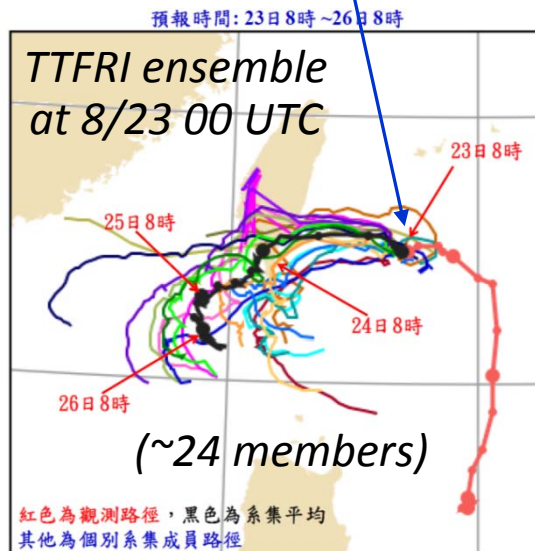 預報時間: 23日8時 ~26日8時
TTFRI ensemble
at 8/23 00 UTC
23日8時
25日8時
24日8時
26日8時
(~24 members)
紅色為觀測路徑，黑色為系集平均
其他為個別系集成員路徑